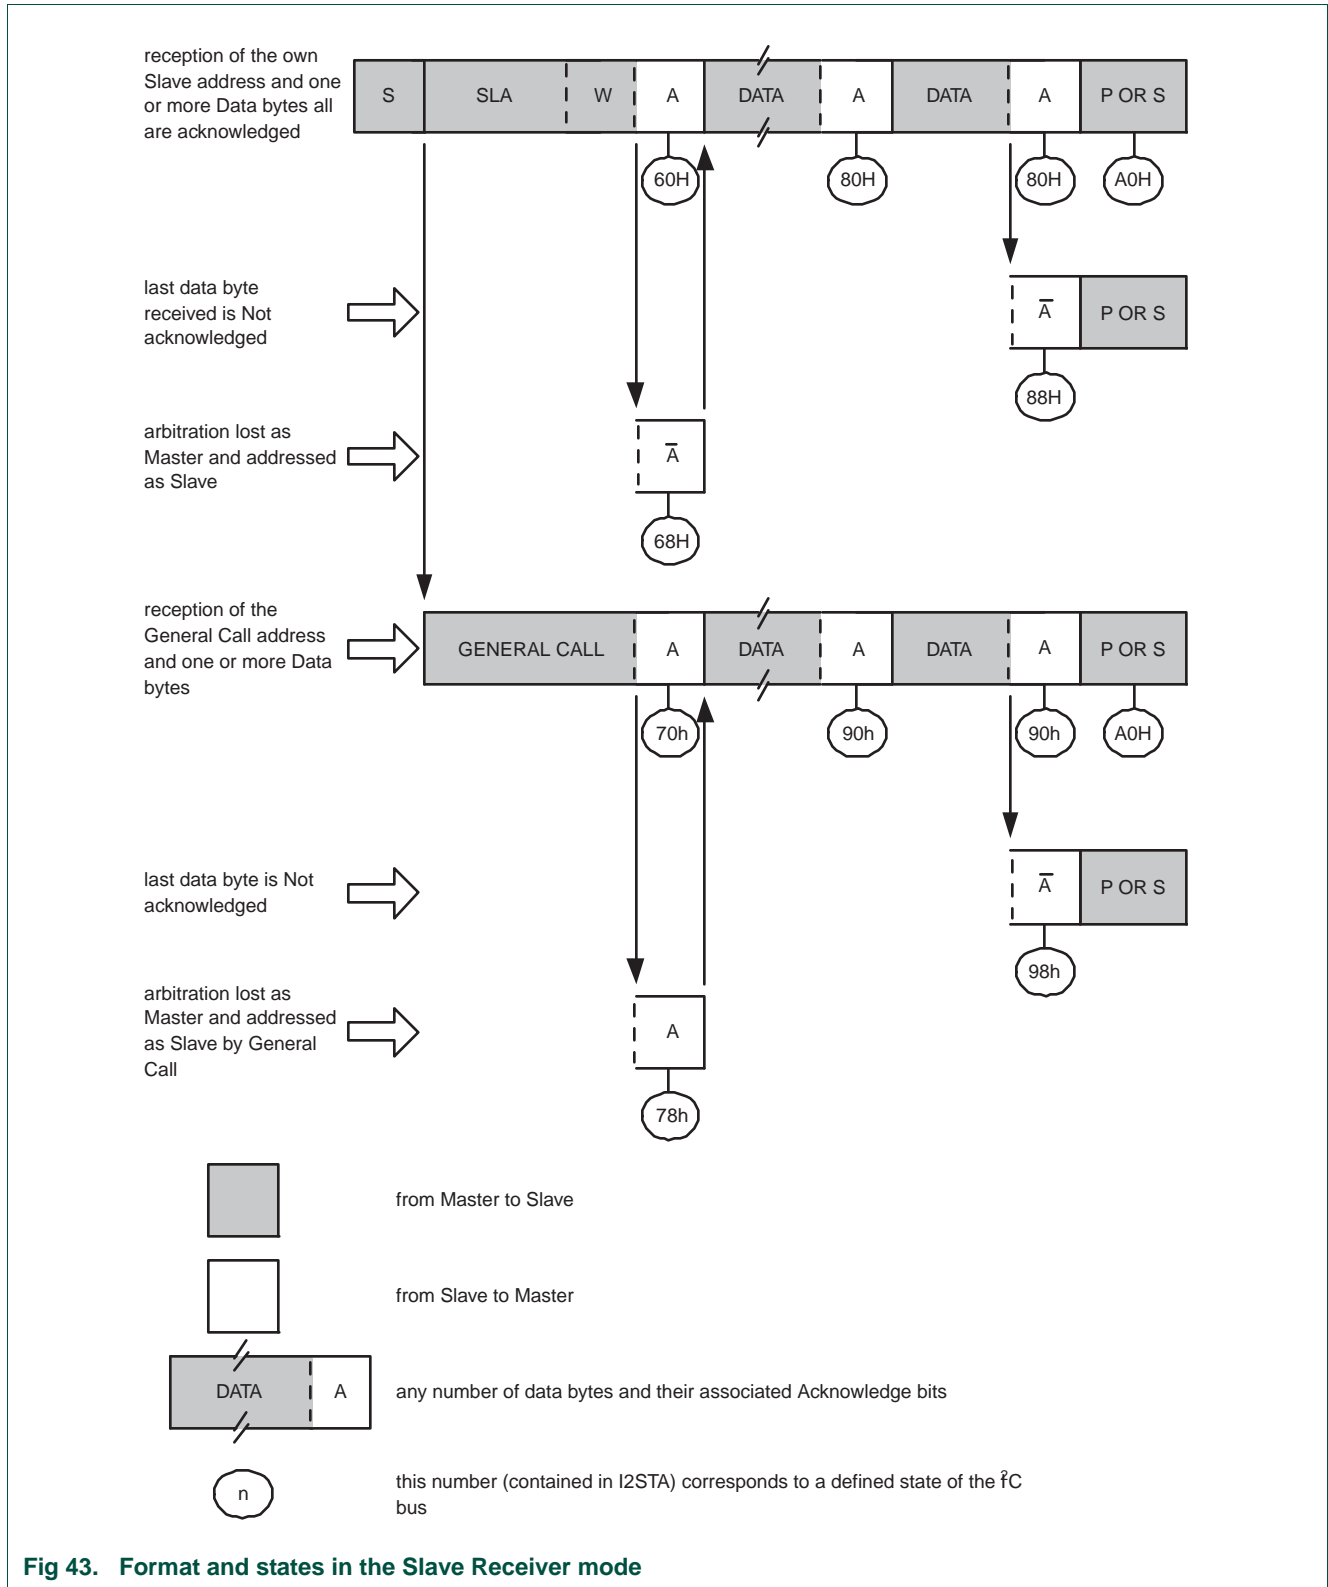 reception of the own
Slave address and one
or more Data bytes all
are acknowledged
S SLA W A DATA A DATA A P OR S
60H 80H 80H A0H
last data byte
received is Not
acknowledged
A̅ P OR S
88H
arbitration lost as
Master and addressed
as Slave
A̅
68H
reception of the
General Call address
and one or more Data
bytes
GENERAL CALL A DATA A DATA A P OR S
70h 90h 90h A0H
last data byte is Not
acknowledged
A̅ P OR S
98h
arbitration lost as
Master and addressed
as Slave by General
Call
A
78h
from Master to Slave
from Slave to Master
DATA A
any number of data bytes and their associated Acknowledge bits
n
this number (contained in I2STA) corresponds to a defined state of the I²C
bus
Fig 43. Format and states in the Slave Receiver mode